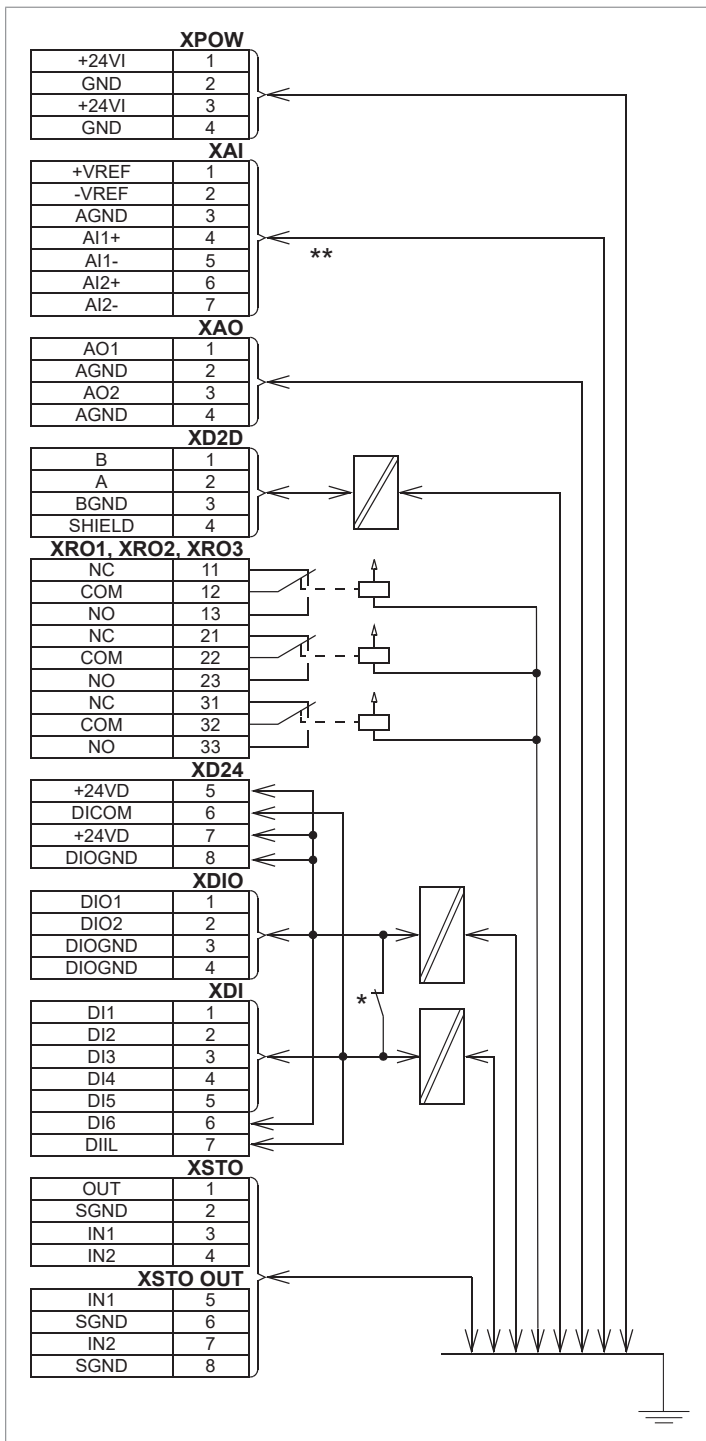 XPOW
+24VI 1
GND 2
+24VI 3
GND 4
XAI
+VREF 1
-VREF 2
AGND 3
AI1+ 4
AI1- 5
AI2+ 6
AI2- 7
**
XAO
AO1 1
AGND 2
AO2 3
AGND 4
XD2D
B 1
A 2
BGND 3
SHIELD 4
XRO1, XRO2, XRO3
NC 11
COM 12
NO 13
NC 21
COM 22
NO 23
NC 31
COM 32
NO 33
XD24
+24VD 5
DICOM 6
+24VD 7
DIOGND 8
XDIO
DIO1 1
DIO2 2
DIOGND 3
DIOGND 4
*
XDI
DI1 1
DI2 2
DI3 3
DI4 4
DI5 5
DI6 6
DIIL 7
XSTO
OUT 1
SGND 2
IN1 3
IN2 4
XSTO OUT
IN1 5
SGND 6
IN2 7
SGND 8